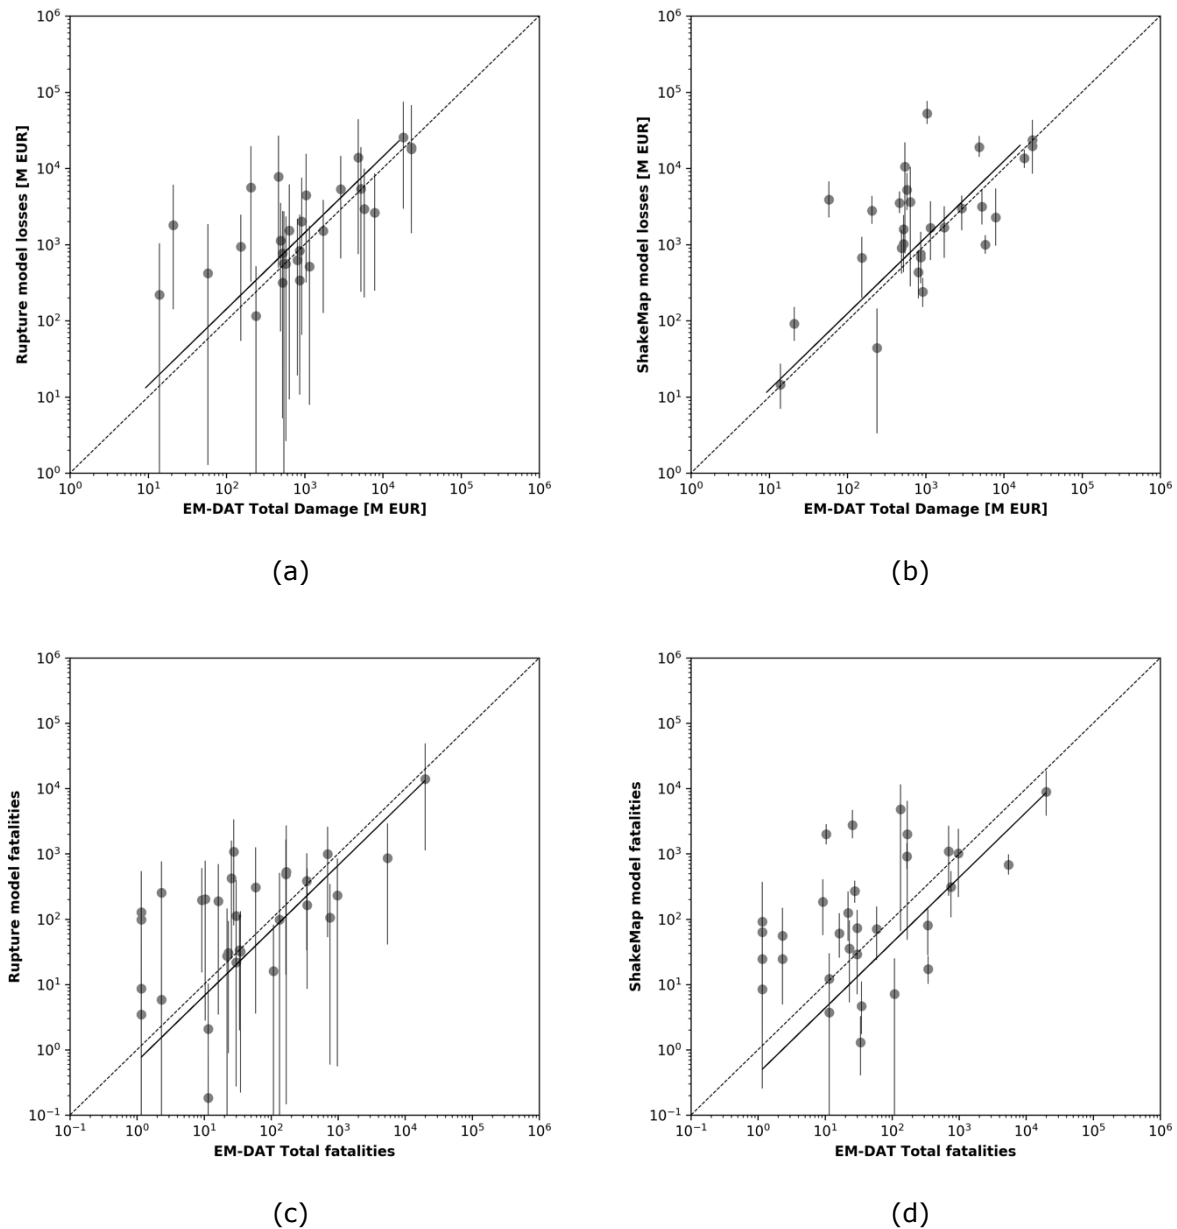 10^6
10^5
10^4
10^3
10^2
10^1
10^0
Rupture model losses [M EUR]
10^0 10^1 10^2 10^3 10^4 10^5 10^6
EM-DAT Total Damage [M EUR]
(a)
10^6
10^5
10^4
10^3
10^2
10^1
10^0
ShakeMap model losses [M EUR]
10^0 10^1 10^2 10^3 10^4 10^5 10^6
EM-DAT Total Damage [M EUR]
(b)
10^6
10^5
10^4
10^3
10^2
10^1
10^0
10^−1
Rupture model fatalities
10^−1 10^0 10^1 10^2 10^3 10^4 10^5 10^6
EM-DAT Total fatalities
(c)
10^6
10^5
10^4
10^3
10^2
10^1
10^0
10^−1
ShakeMap model fatalities
10^−1 10^0 10^1 10^2 10^3 10^4 10^5 10^6
EM-DAT Total fatalities
(d)